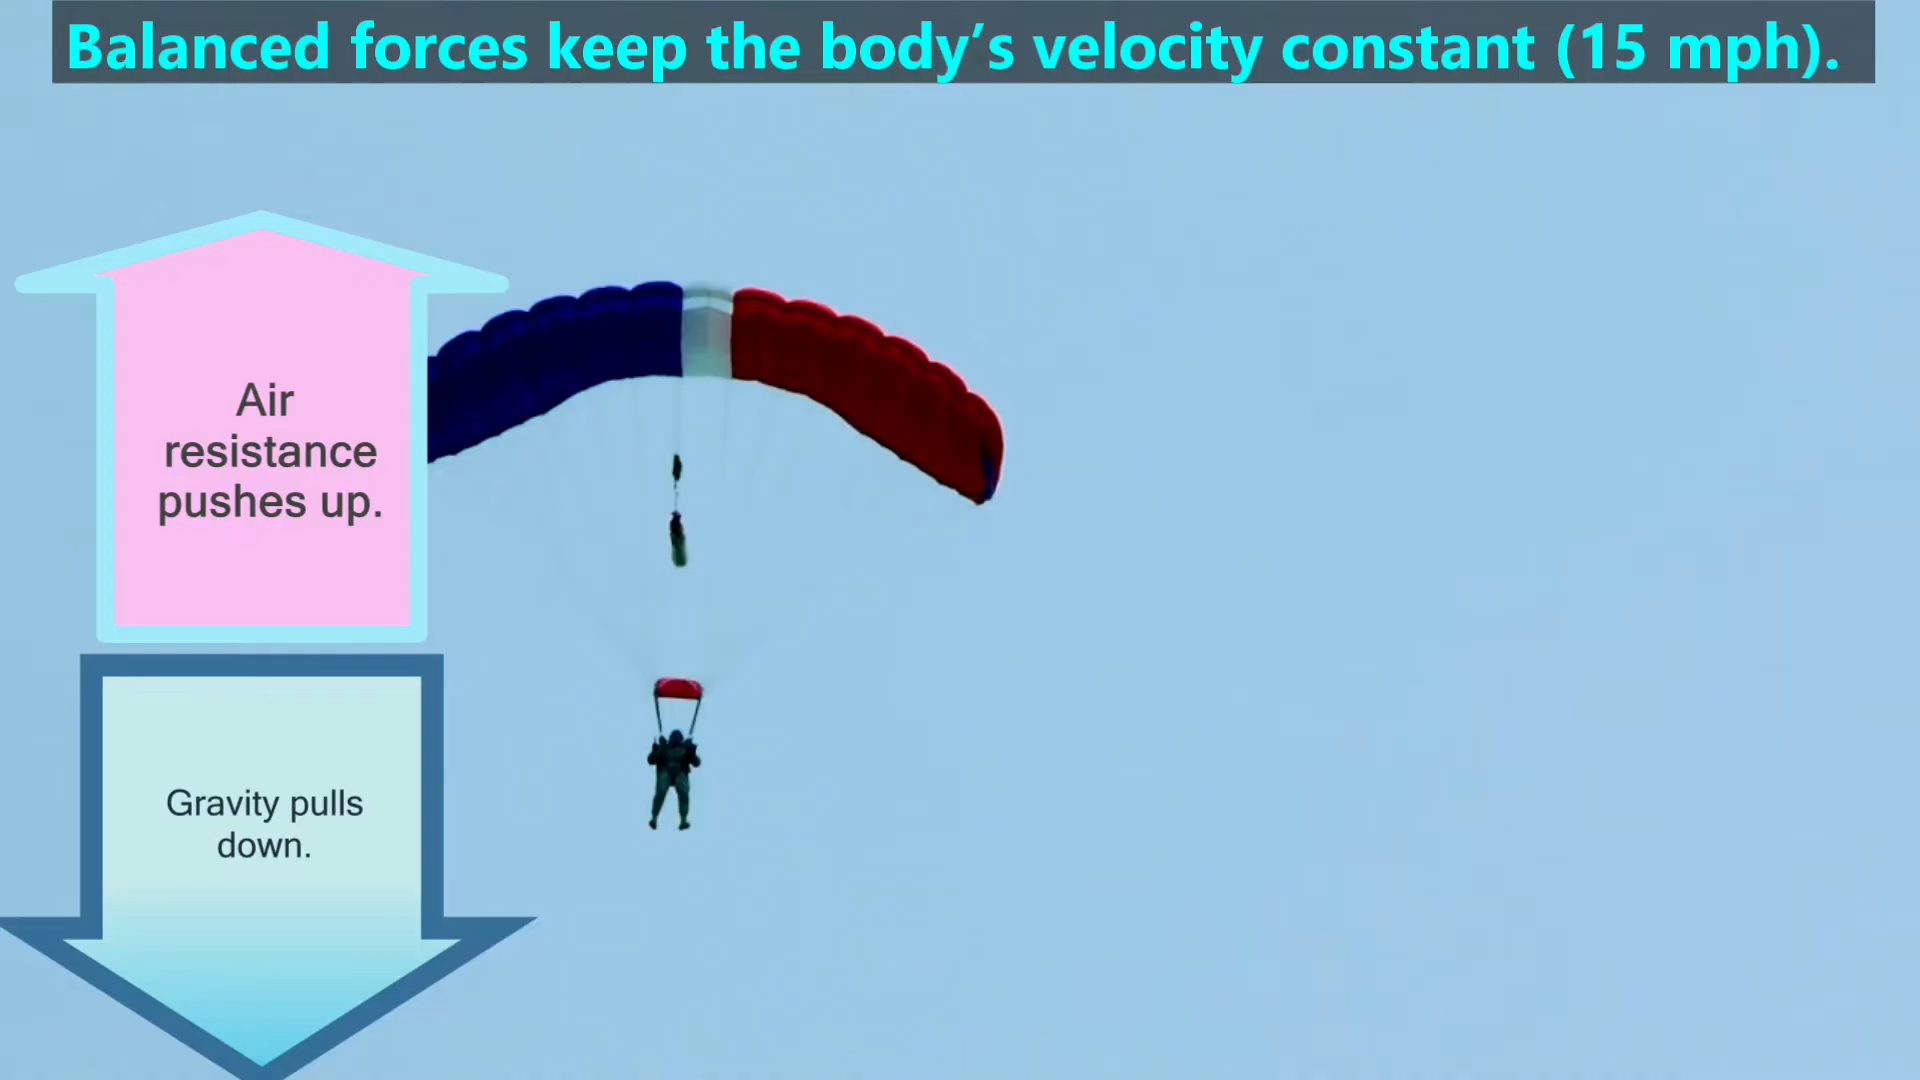 Balanced forces keep the body’s velocity constant (15 mph).
Air
resistance
pushes up.
Gravity pulls
down.